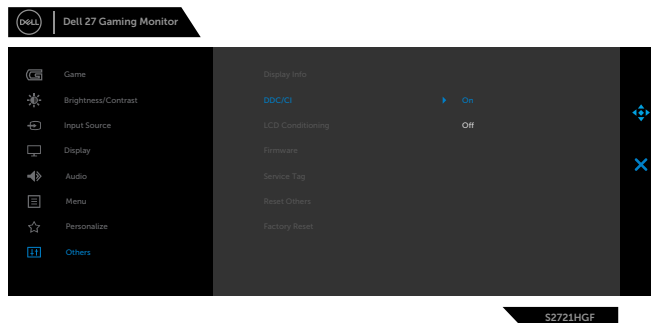 DELL
Dell 27 Gaming Monitor
Game
Display Info
Brightness/Contrast
DDC/CI
On
Input Source
LCD Conditioning
Off
Display
Firmware
Audio
Service Tag
Menu
Reset Others
Personalize
Factory Reset
Others
S2721HGF